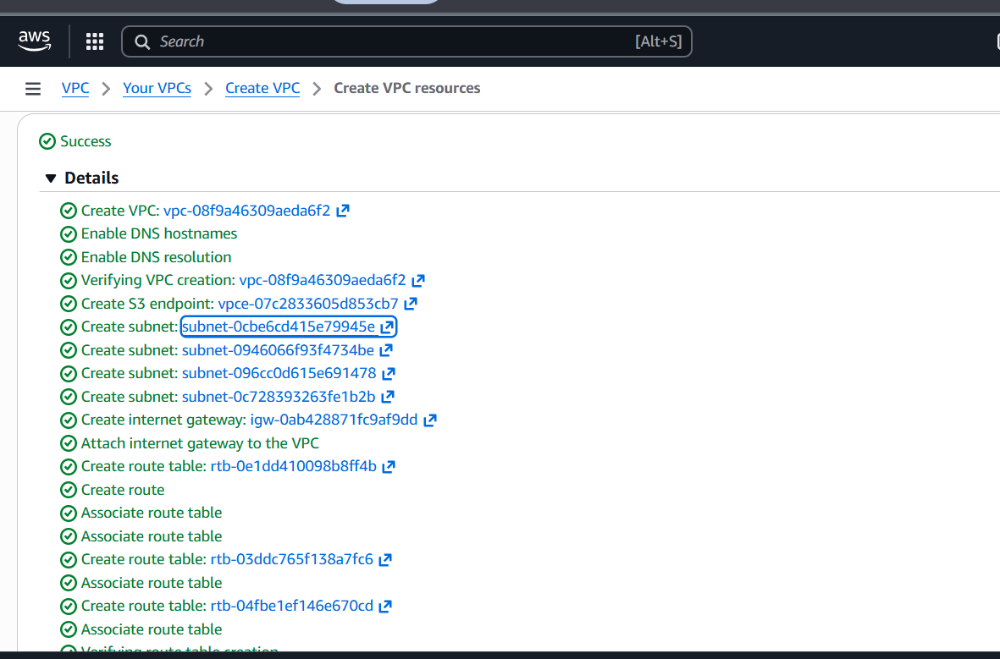 aws
Search [Alt+S]
VPC > Your VPCs > Create VPC > Create VPC resources
Success
Details
Create VPC: vpc-08f9a46309aeda6f2
Enable DNS hostnames
Enable DNS resolution
Verifying VPC creation: vpc-08f9a46309aeda6f2
Create S3 endpoint: vpce-07c2833605d853cb7
Create subnet: subnet-0cbe6cd415e79945e
Create subnet: subnet-0946066f93f4734be
Create subnet: subnet-096cc0d615e691478
Create subnet: subnet-0c728393263fe1b2b
Create internet gateway: igw-0ab428871fc9af9dd
Attach internet gateway to the VPC
Create route table: rtb-0e1dd410098b8ff4b
Create route
Associate route table
Associate route table
Create route table: rtb-03ddc765f138a7fc6
Associate route table
Create route table: rtb-04fbe1ef146e670cd
Associate route table
Verifying route table creation